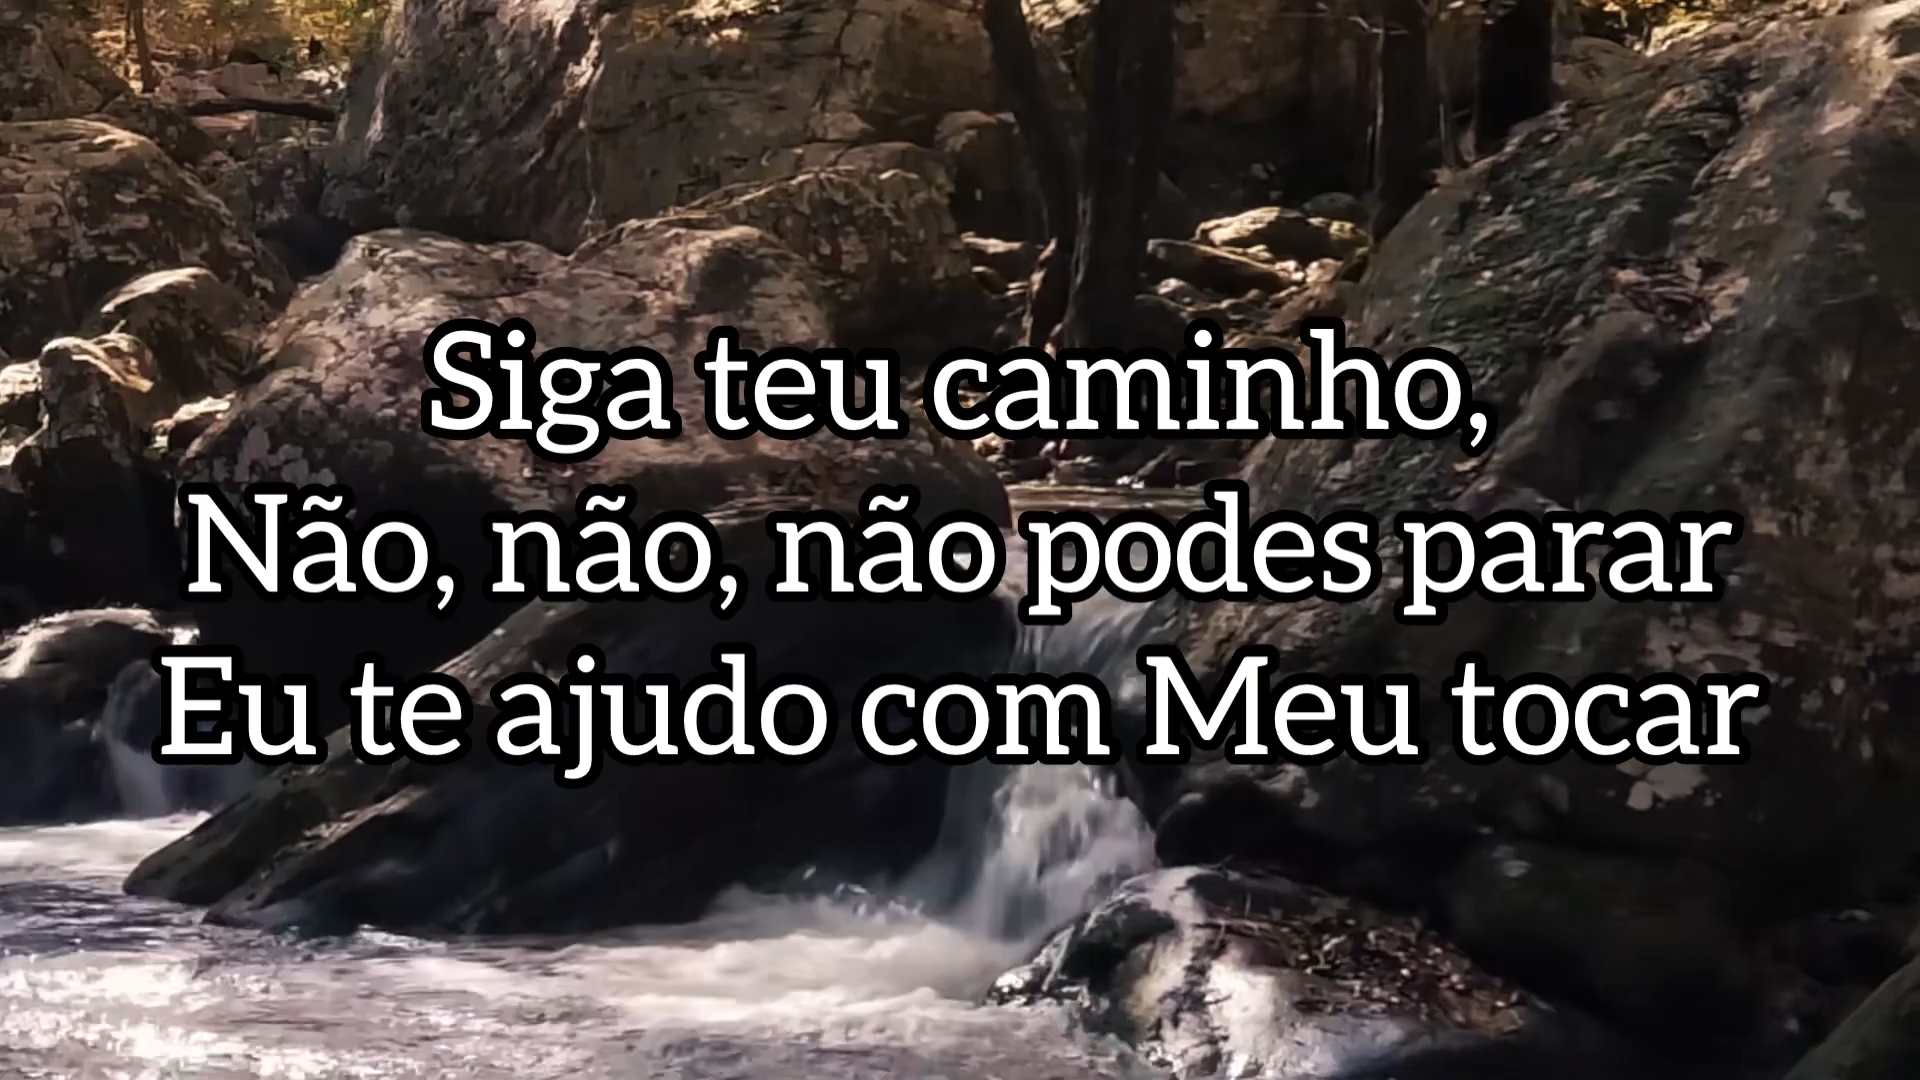 Siga teu caminho,
Não, não, não podes parar
Eu te ajudo com Meu tocar